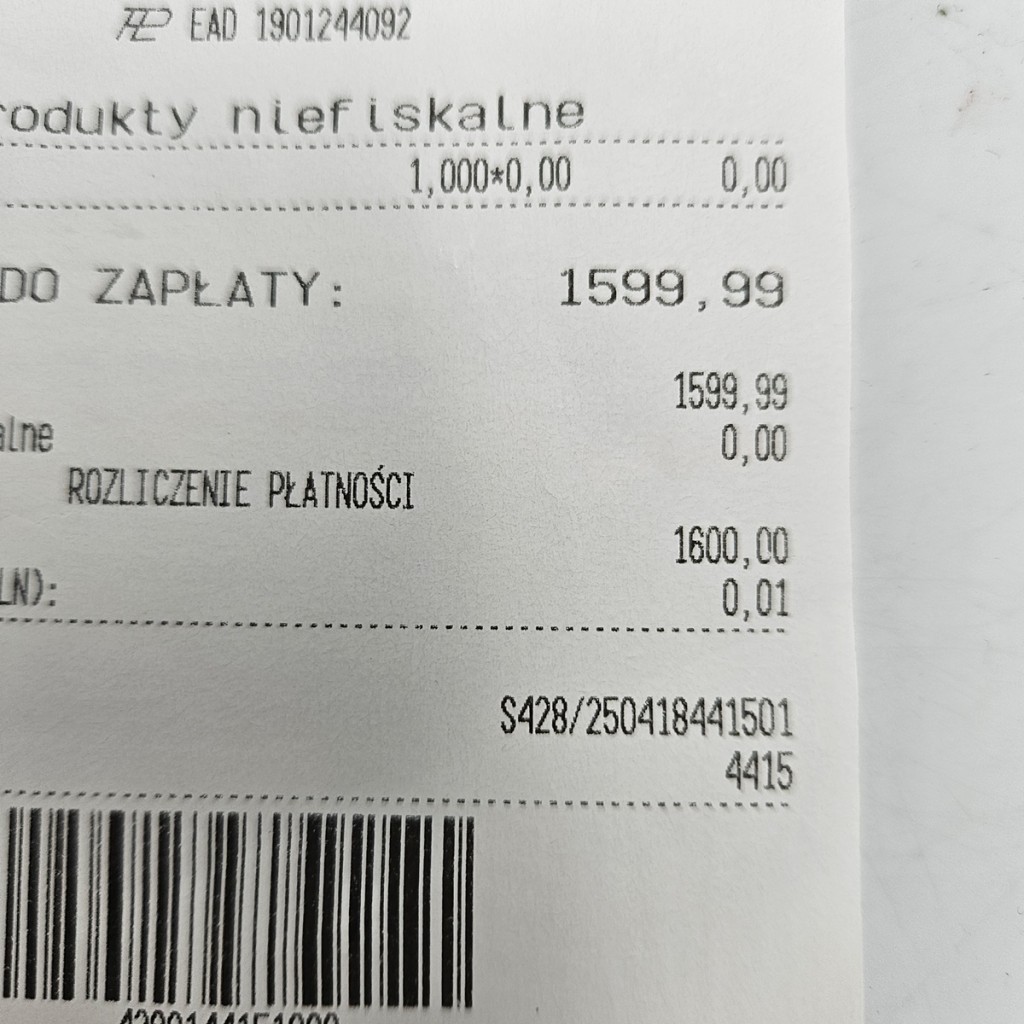 EAD 1901244092
rodukty niefiskalne
1,000*0,00 0,00
DO ZAPŁATY: 1599,99
1599,99
alne 0,00
ROZLICZENIE PŁATNOŚCI
1600,00
LN): 0,01
S428/250418441501
4415